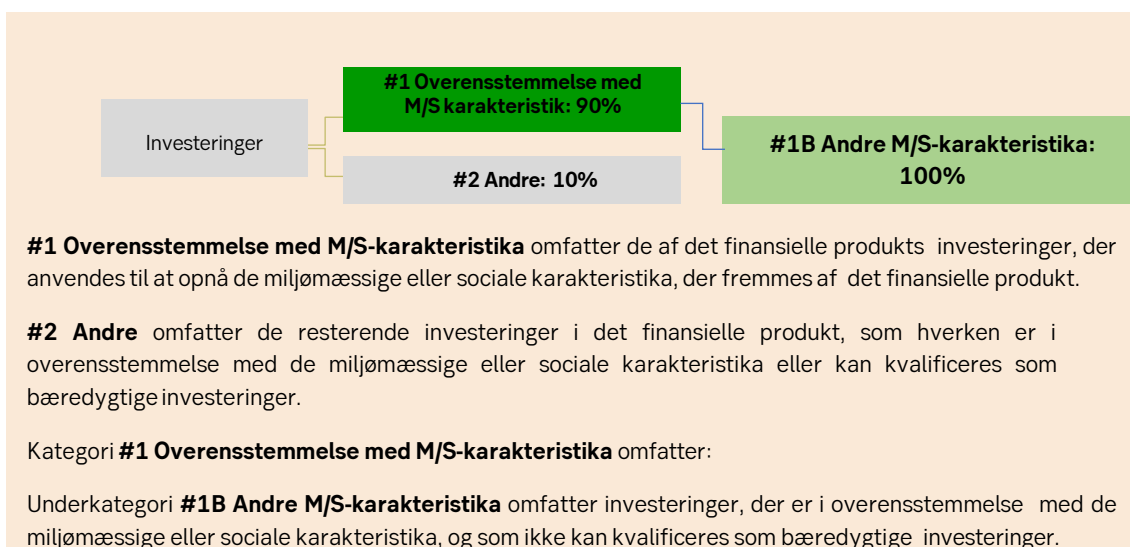 #1 Overensstemmelse med
M/S karakteristik: 90%
Investeringer
#1B Andre M/S-karakteristika:
100%
#2 Andre: 10%
#1 Overensstemmelse med M/S-karakteristika omfatter de af det finansielle produkts investeringer, der
anvendes til at opnå de miljømæssige eller sociale karakteristika, der fremmes af det finansielle produkt.
#2 Andre omfatter de resterende investeringer i det finansielle produkt, som hverken er i
overensstemmelse med de miljømæssige eller sociale karakteristika eller kan kvalificeres som
bæredygtige investeringer.
Kategori #1 Overensstemmelse med M/S-karakteristika omfatter:
Underkategori #1B Andre M/S-karakteristika omfatter investeringer, der er i overensstemmelse med de
miljømæssige eller sociale karakteristika, og som ikke kan kvalificeres som bæredygtige investeringer.